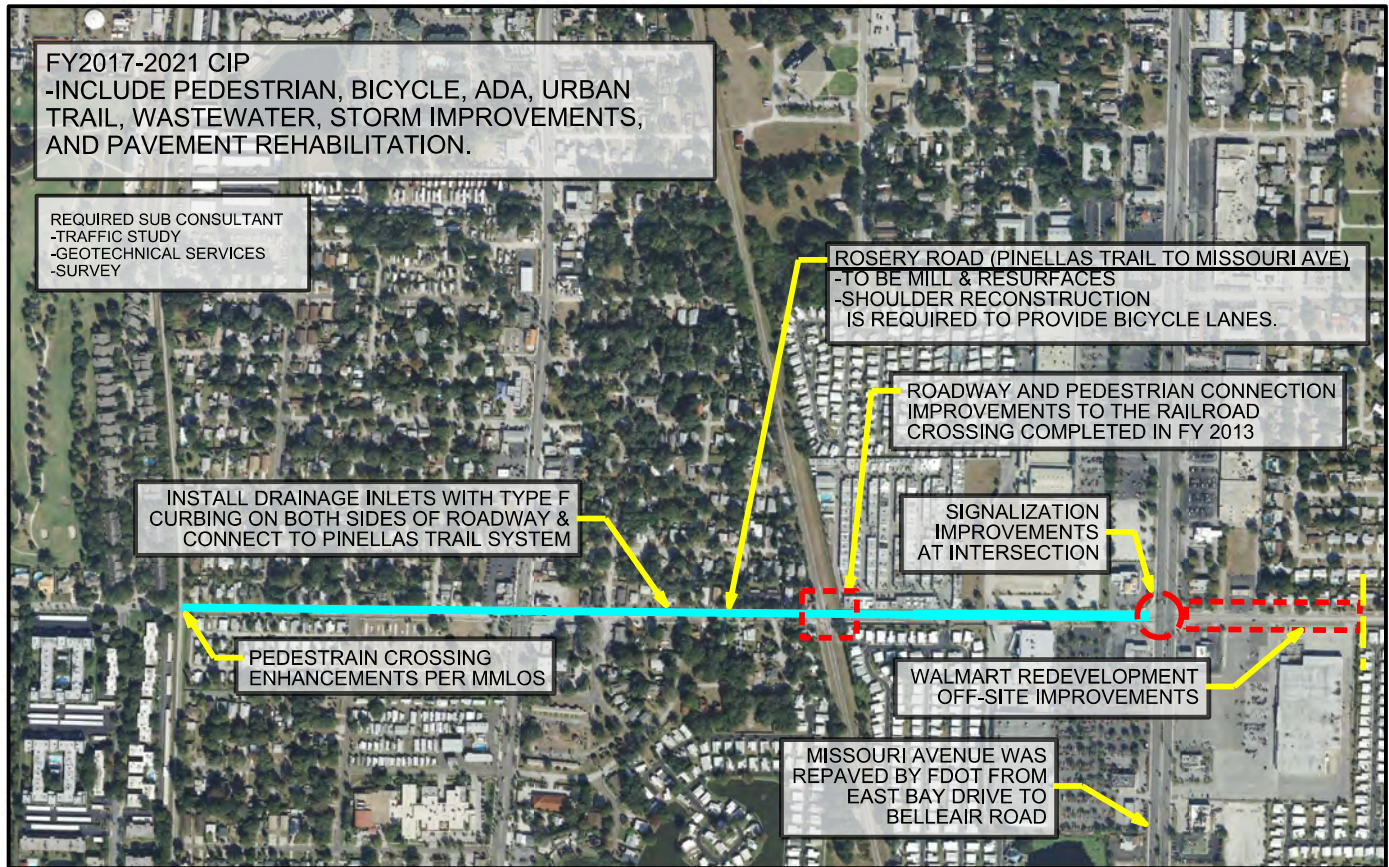 FY2017-2021 CIP
-INCLUDE PEDESTRIAN, BICYCLE, ADA, URBAN
TRAIL, WASTEWATER, STORM IMPROVEMENTS,
AND PAVEMENT REHABILITATION.
REQUIRED SUB CONSULTANT
-TRAFFIC STUDY
-GEOTECHNICAL SERVICES
-SURVEY
ROSERY ROAD (PINELLAS TRAIL TO MISSOURI AVE)
-TO BE MILL & RESURFACES
-SHOULDER RECONSTRUCTION
IS REQUIRED TO PROVIDE BICYCLE LANES.
ROADWAY AND PEDESTRIAN CONNECTION
IMPROVEMENTS TO THE RAILROAD
CROSSING COMPLETED IN FY 2013
INSTALL DRAINAGE INLETS WITH TYPE F
CURBING ON BOTH SIDES OF ROADWAY &
CONNECT TO PINELLAS TRAIL SYSTEM
SIGNALIZATION
IMPROVEMENTS
AT INTERSECTION
PEDESTRAIN CROSSING
ENHANCEMENTS PER MMLOS
WALMART REDEVELOPMENT
OFF-SITE IMPROVEMENTS
MISSOURI AVENUE WAS
REPAVED BY FDOT FROM
EAST BAY DRIVE TO
BELLEAIR ROAD